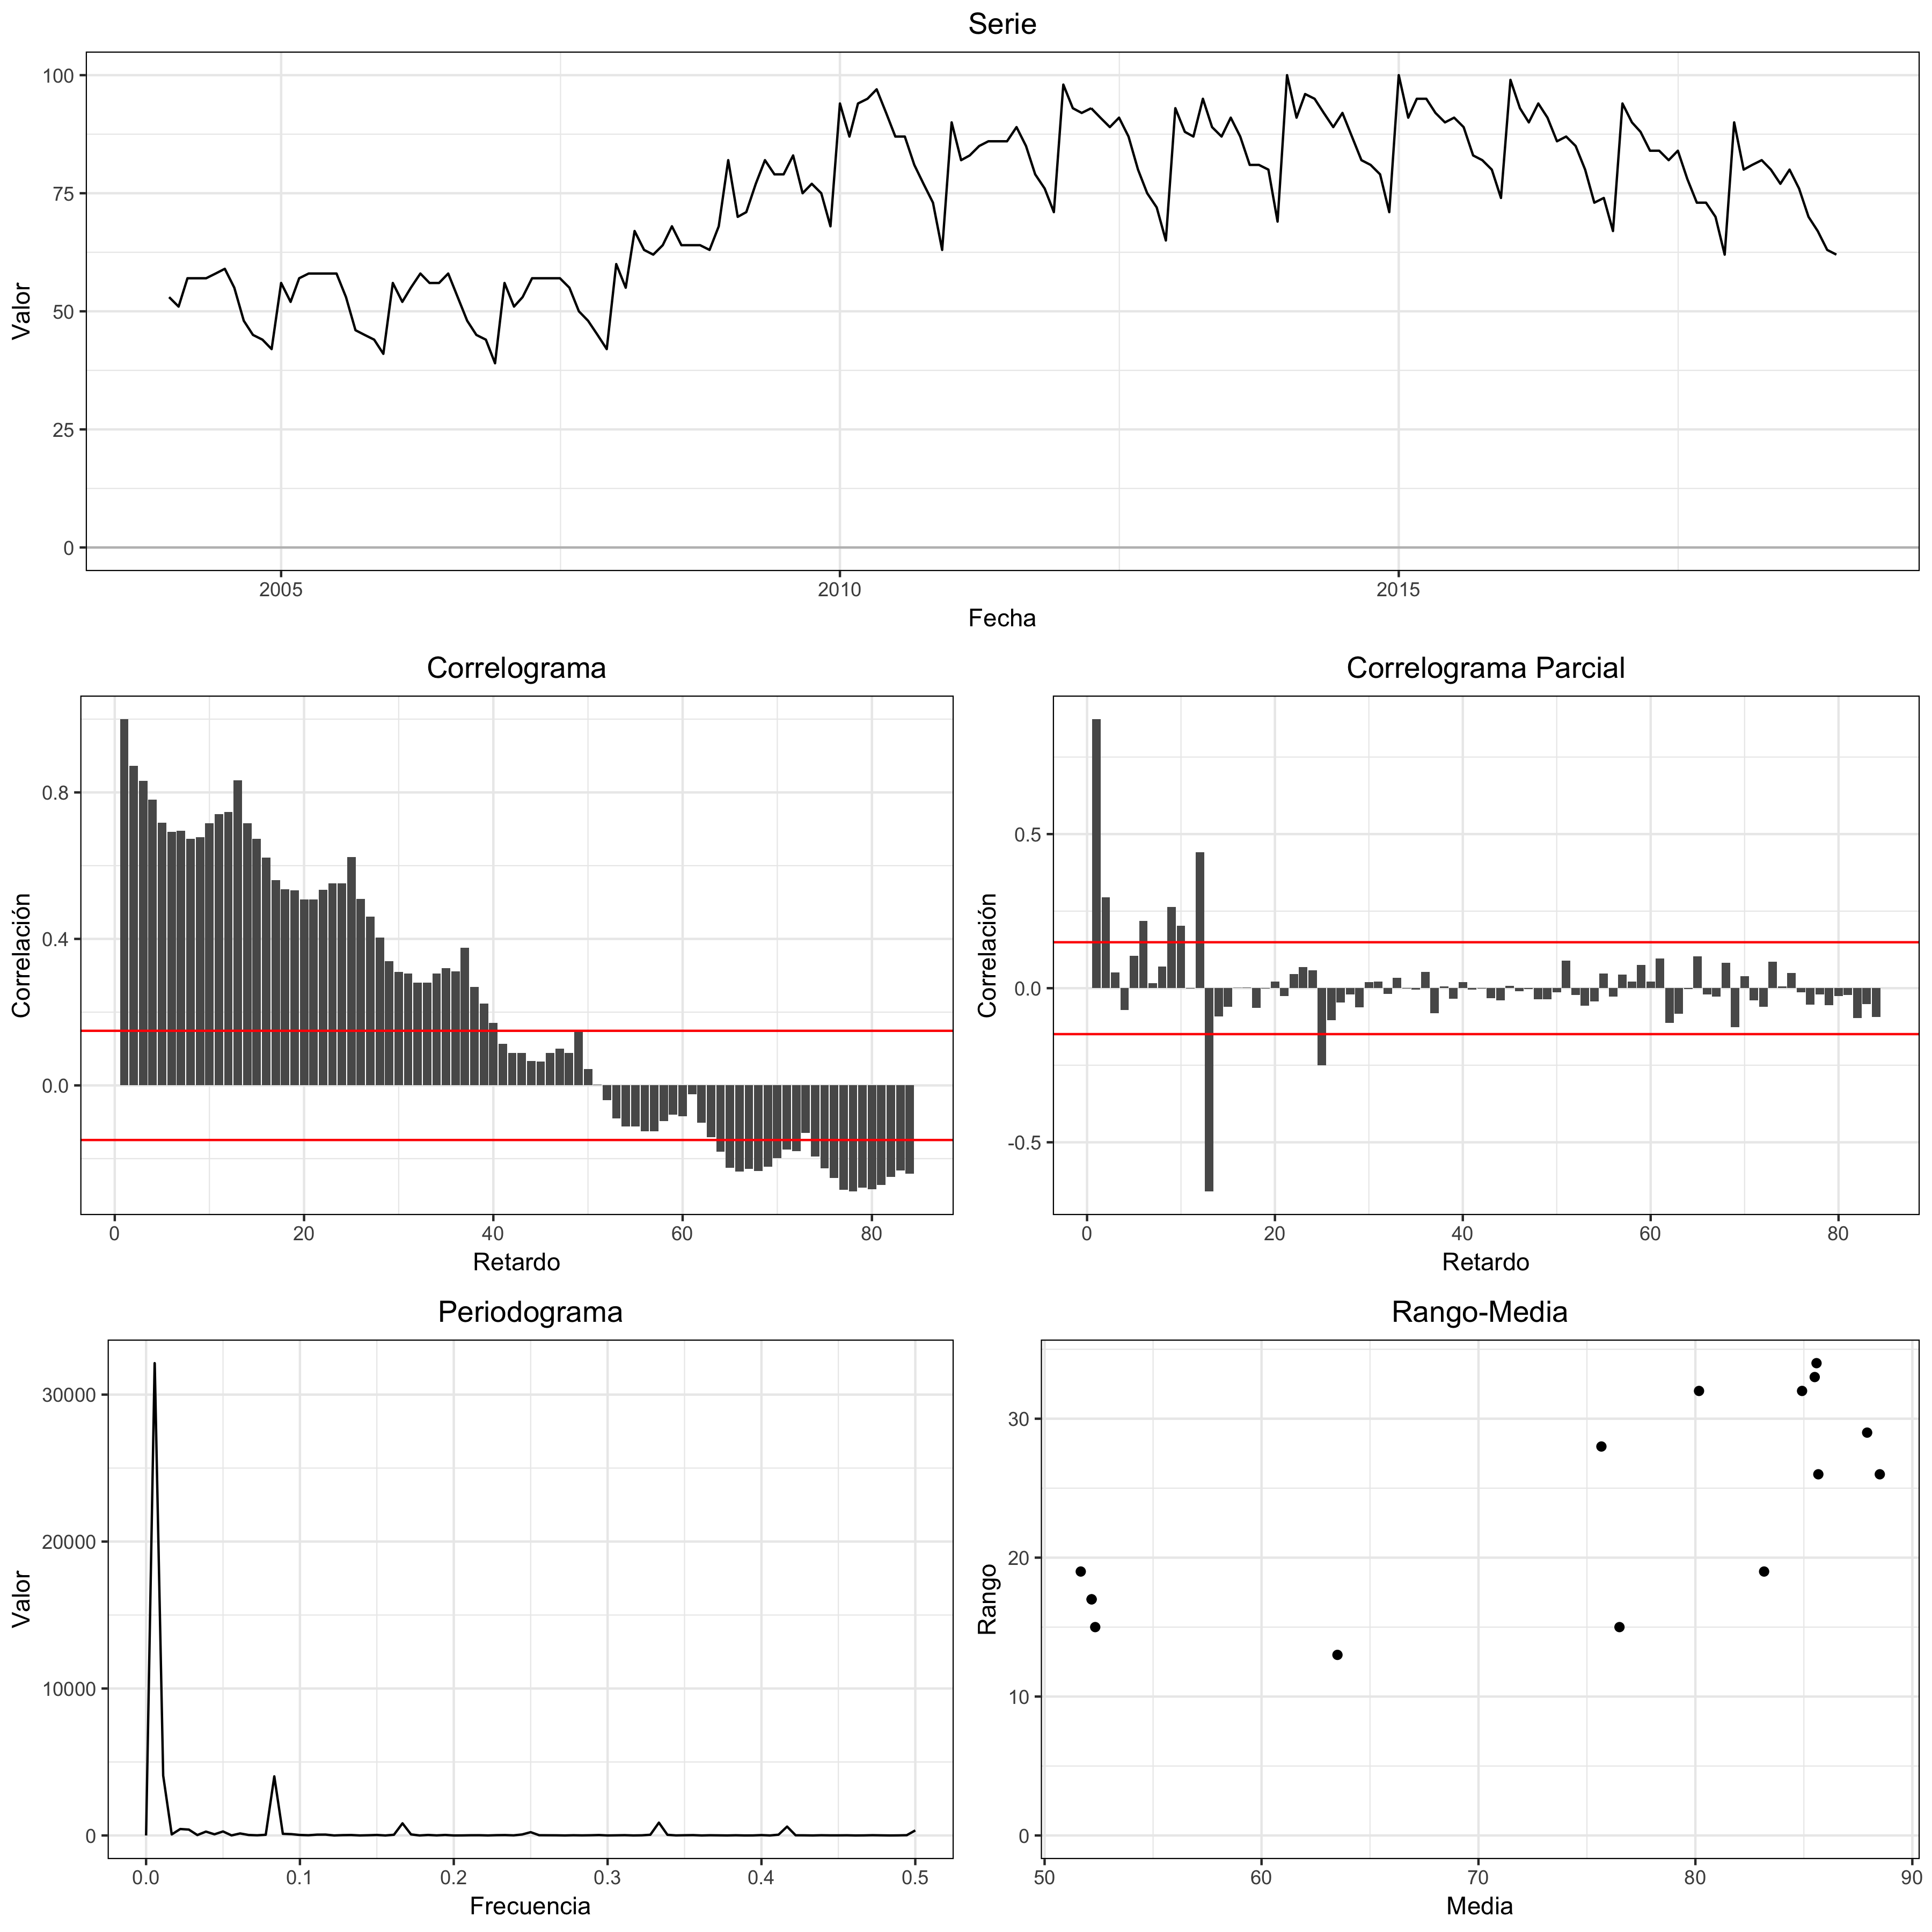 Serie
Valor
100
75
50
25
0
2005 2010 2015
Fecha
Correlograma
Correlación
0.8
0.4
0.0
0 20 40 60 80
Retardo
Correlograma Parcial
Correlación
0.5
0.0
-0.5
0 20 40 60 80
Retardo
Periodograma
Valor
30000
20000
10000
0
0.0 0.1 0.2 0.3 0.4 0.5
Frecuencia
Rango-Media
Rango
30
20
10
0
50 60 70 80 90
Media